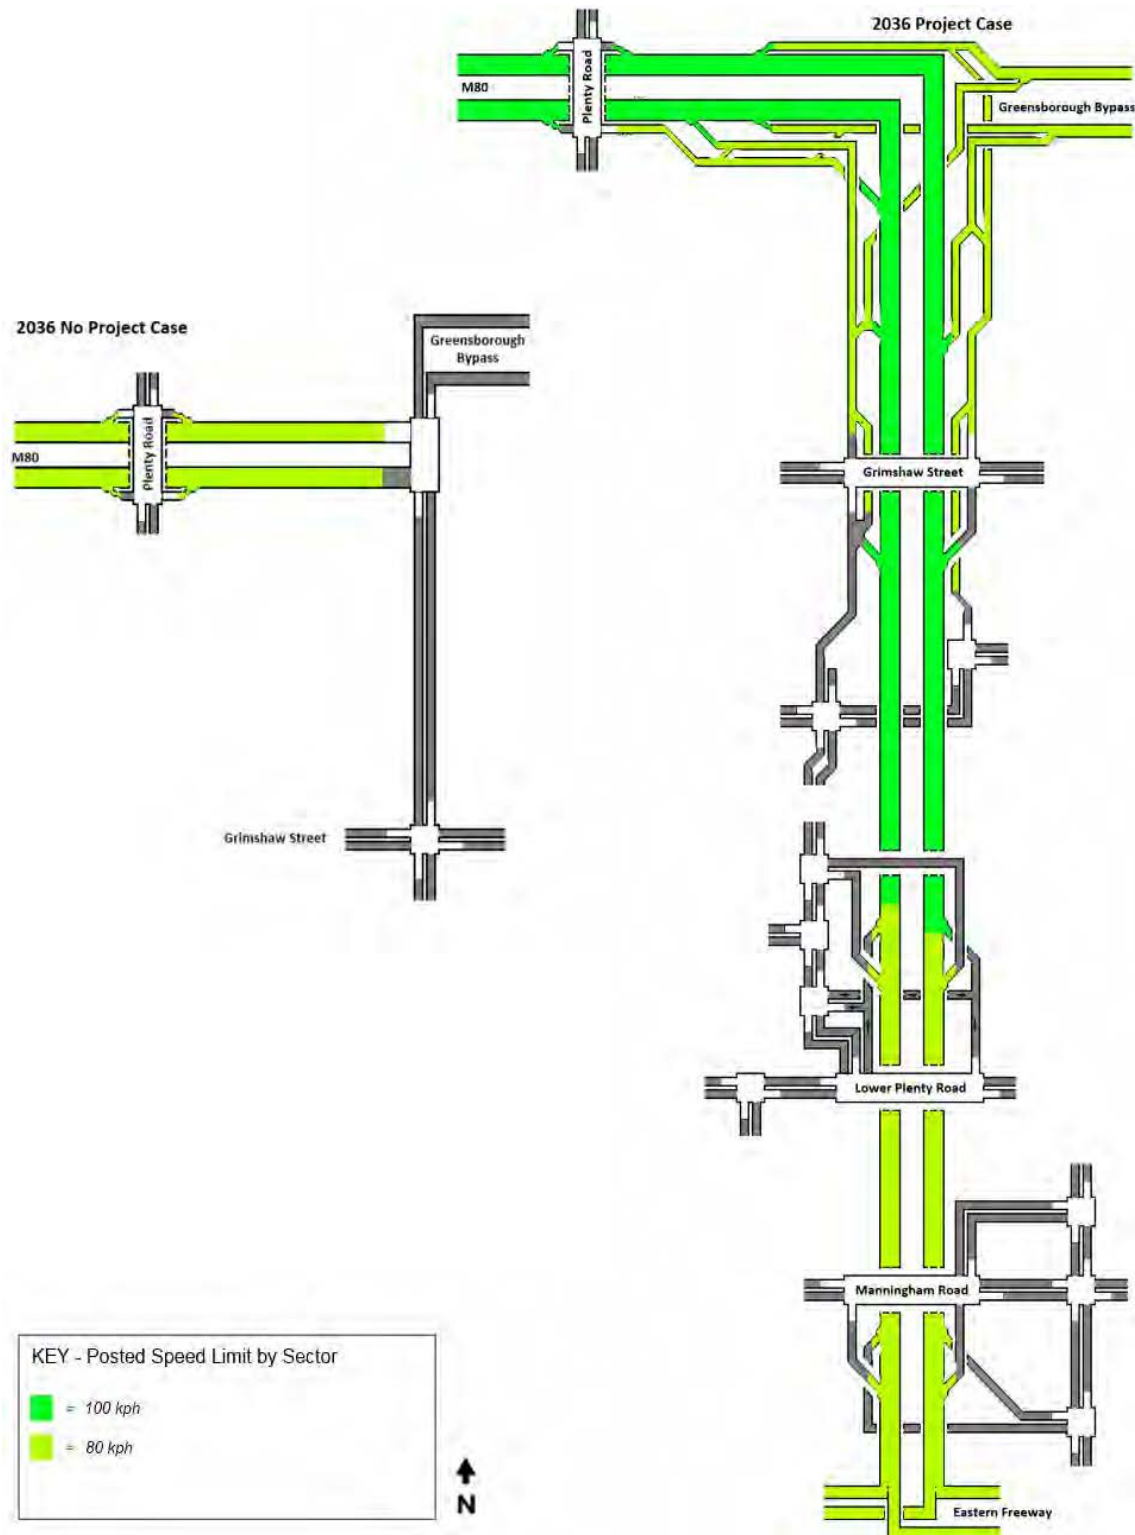 2036 Project Case
Plenty Road
M80
Greensborough Bypass
2036 No Project Case
Greensborough
Bypass
Plenty Road
M80
Grimshaw Street
Grimshaw Street
Lower Plenty Road
Manningham Road
KEY - Posted Speed Limit by Sector
= 100 kph
= 80 kph
N
Eastern Freeway